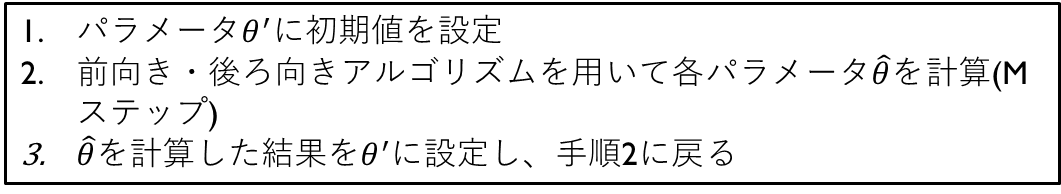 1. パラメータθ′に初期値を設定
2. 前向き・後ろ向きアルゴリズムを用いて各パラメータθ̂を計算(M
ステップ)
3. θ̂を計算した結果をθ′に設定し、手順2に戻る